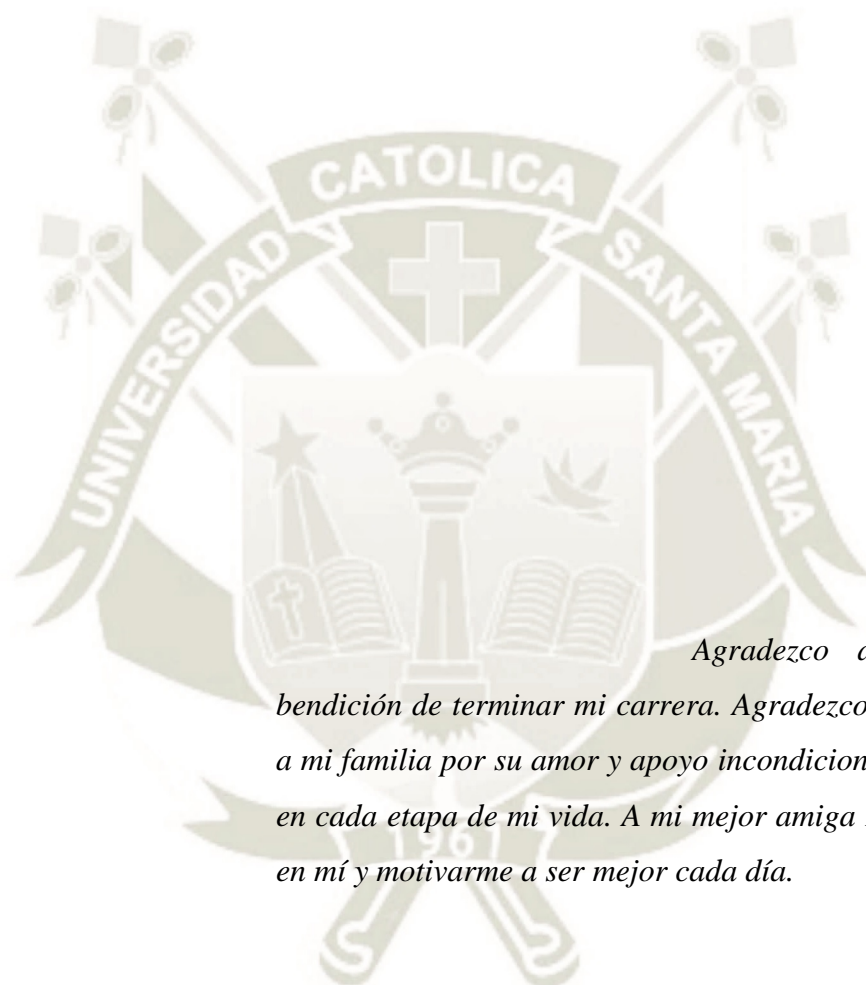 CATOLICA
UNIVERSIDAD
SANTA MARIA
Agradezco
bendición de terminar mi carrera. Agradezco
a mi familia por su amor y apoyo
en cada etapa de mi vida. A mi mejor amiga
en mí y motivarme a ser mejor cada día.
1961